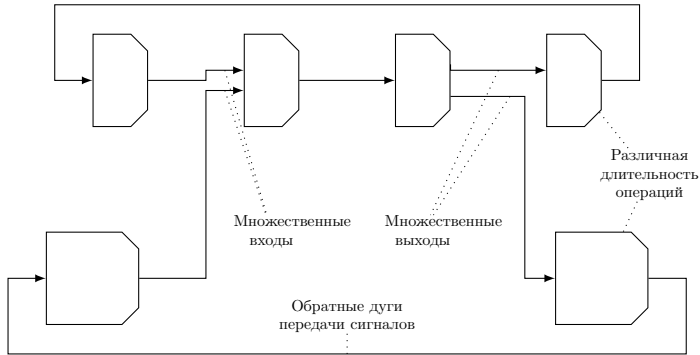 Различная
длительность
операций
Множественные
входы
Множественные
выходы
Обратные дуги
передачи сигналов